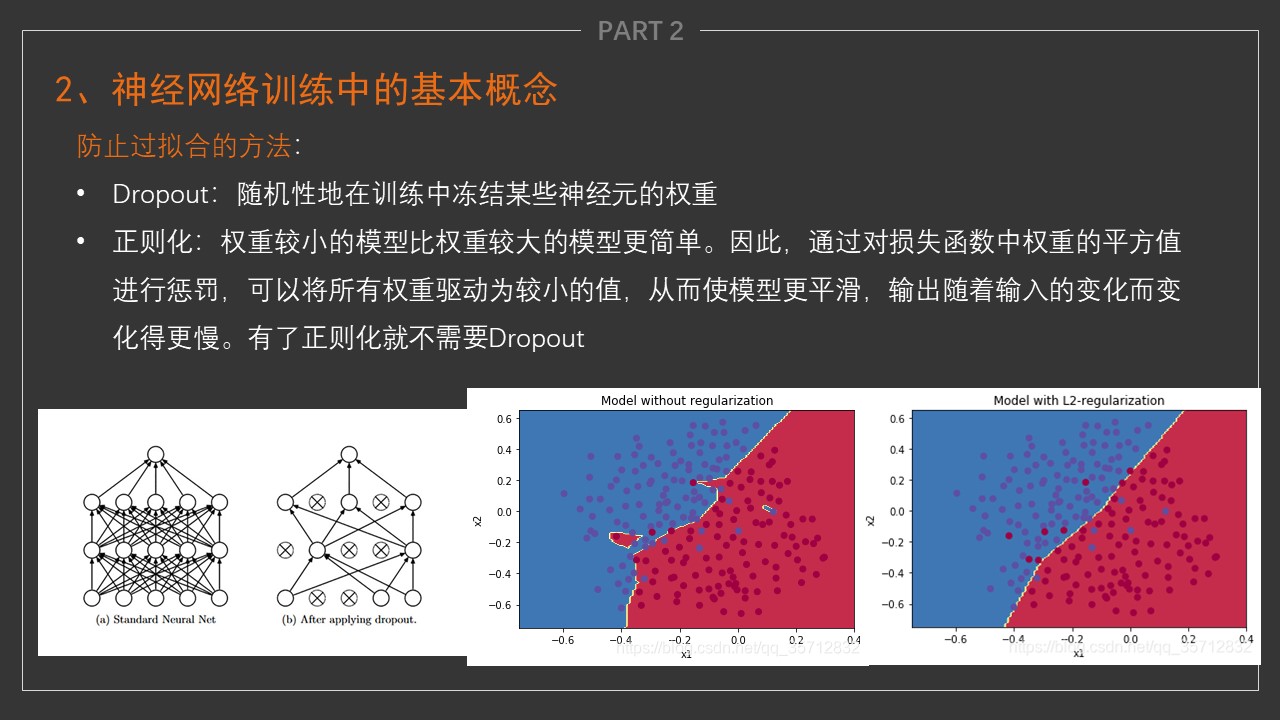 PART 2
2、神经网络训练中的基本概念
防止过拟合的方法：
• Dropout：随机性地在训练中冻结某些神经元的权重
• 正则化：权重较小的模型比权重较大的模型更简单。因此，通过对损失函数中权重的平方值
进行惩罚，可以将所有权重驱动为较小的值，从而使模型更平滑，输出随着输入的变化而变
化得更慢。有了正则化就不需要Dropout
(a) Standard Neural Net
(b) After applying dropout.
Model without regularization
0.6
0.4
0.2
0.0
−0.2
−0.4
−0.6
x2
−0.6 −0.4 −0.2 0.0 0.2 0.4
x1
https://blog.csdn.net/qq_35712832
Model with L2-regularization
0.6
0.4
0.2
0.0
−0.2
−0.4
−0.6
x2
−0.6 −0.4 −0.2 0.0 0.2 0.4
x1
https://blog.csdn.net/qq_35712832